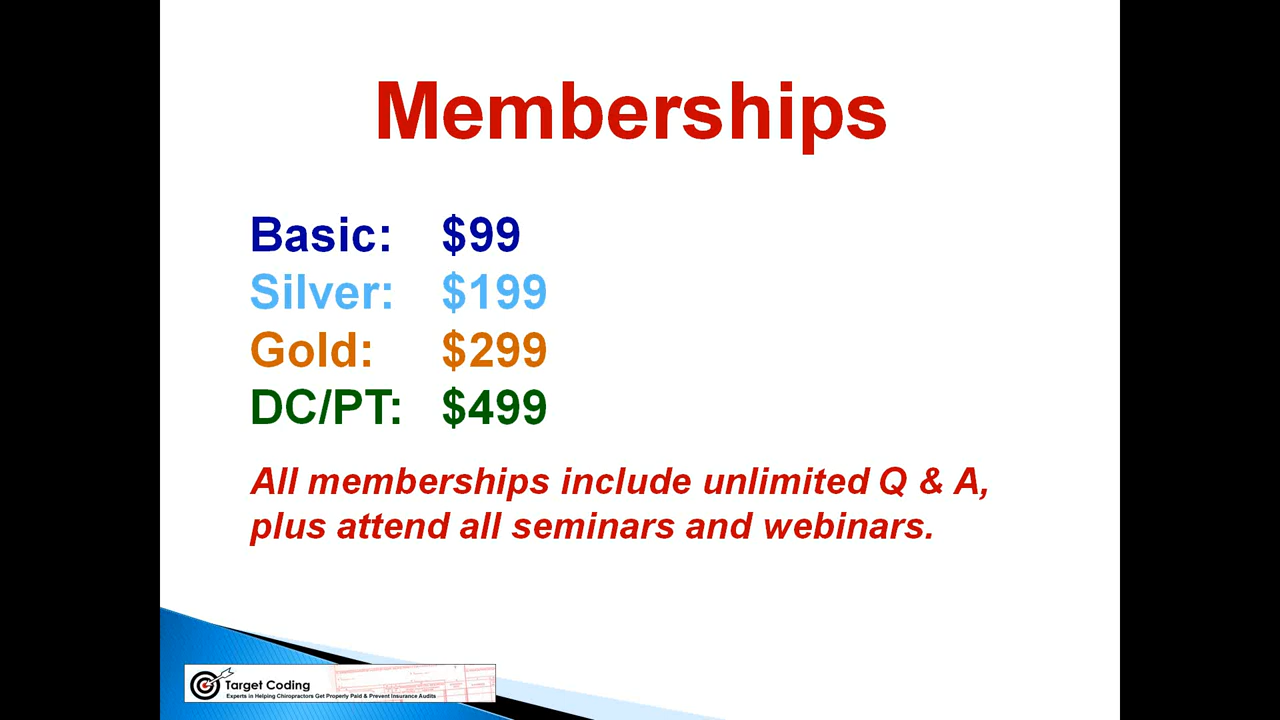 Memberships
Basic: $99
Silver: $199
Gold: $299
DC/PT: $499
All memberships include unlimited Q & A,
plus attend all seminars and webinars.
Target Coding
Experts in Helping Chiropractors Get Properly Paid & Prevent Insurance Audits